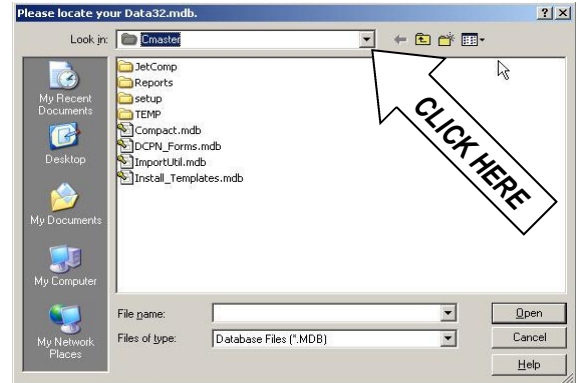 Please locate your Data32.mdb.
Look in:
Cmaster
JetComp
Reports
setup
TEMP
Compact.mdb
DCPN_Forms.mdb
ImportUtil.mdb
Install_Templates.mdb
CLICK HERE
My Recent
Documents
Desktop
My Documents
My Computer
My Network
Places
File name:
Open
Files of type:
Database Files (*.MDB)
Cancel
Help